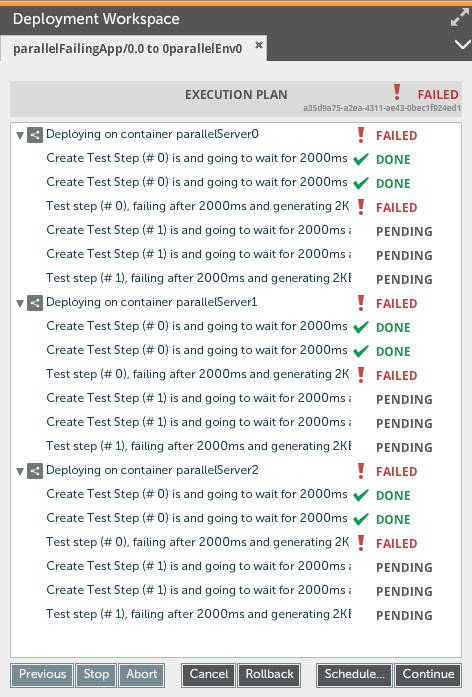 Deployment Workspace
parallelFailingApp/0.0 to 0parallelEnv0
EXECUTION PLAN FAILED
a35d9a75-a2ea-4311-ae43-0bec1f924ed1
Deploying on container parallelServer0 FAILED
Create Test Step (# 0) is and going to wait for 2000ms DONE
Create Test Step (# 0) is and going to wait for 2000ms DONE
Test step (# 0), failing after 2000ms and generating 2K FAILED
Create Test Step (# 1) is and going to wait for 2000ms a PENDING
Create Test Step (# 1) is and going to wait for 2000ms a PENDING
Test step (# 1), failing after 2000ms and generating 2KB PENDING
Deploying on container parallelServer1 FAILED
Create Test Step (# 0) is and going to wait for 2000ms DONE
Create Test Step (# 0) is and going to wait for 2000ms DONE
Test step (# 0), failing after 2000ms and generating 2K FAILED
Create Test Step (# 1) is and going to wait for 2000ms a PENDING
Create Test Step (# 1) is and going to wait for 2000ms a PENDING
Test step (# 1), failing after 2000ms and generating 2KB PENDING
Deploying on container parallelServer2 FAILED
Create Test Step (# 0) is and going to wait for 2000ms DONE
Create Test Step (# 0) is and going to wait for 2000ms DONE
Test step (# 0), failing after 2000ms and generating 2K FAILED
Create Test Step (# 1) is and going to wait for 2000ms a PENDING
Create Test Step (# 1) is and going to wait for 2000ms a PENDING
Test step (# 1), failing after 2000ms and generating 2KB PENDING
Previous Stop Abort Cancel Rollback Schedule... Continue